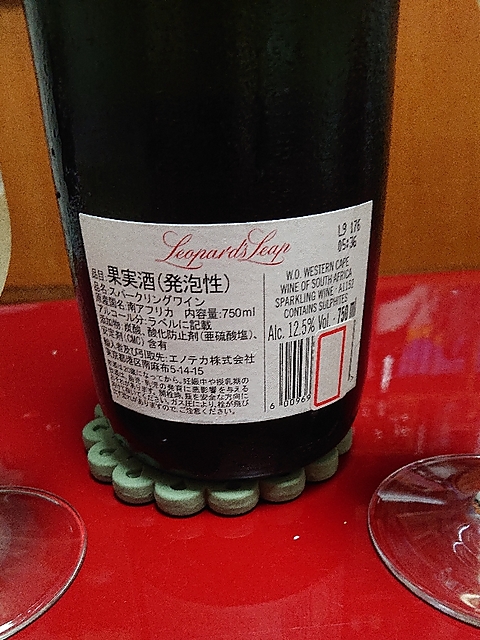 Leopard's Leap
L9 176
05:36
品目 果実酒(発泡性)
品名:スパークリングワイン
原産国名:南アフリカ 内容量:750ml
アルコール分:ラベルに記載
添加物:炭酸、酸化防止剤(亜硫酸塩)、
安定剤(CMC)含有
輸入者及び引取先:エノテカ株式会社
東京都港区南麻布5-14-15
W.O. WESTERN CAPE
WINE OF SOUTH AFRICA
SPARKLING WINE - A1152
CONTAINS SULPHITES
Alc. 12.5% Vol. - 750 ml
6 00969